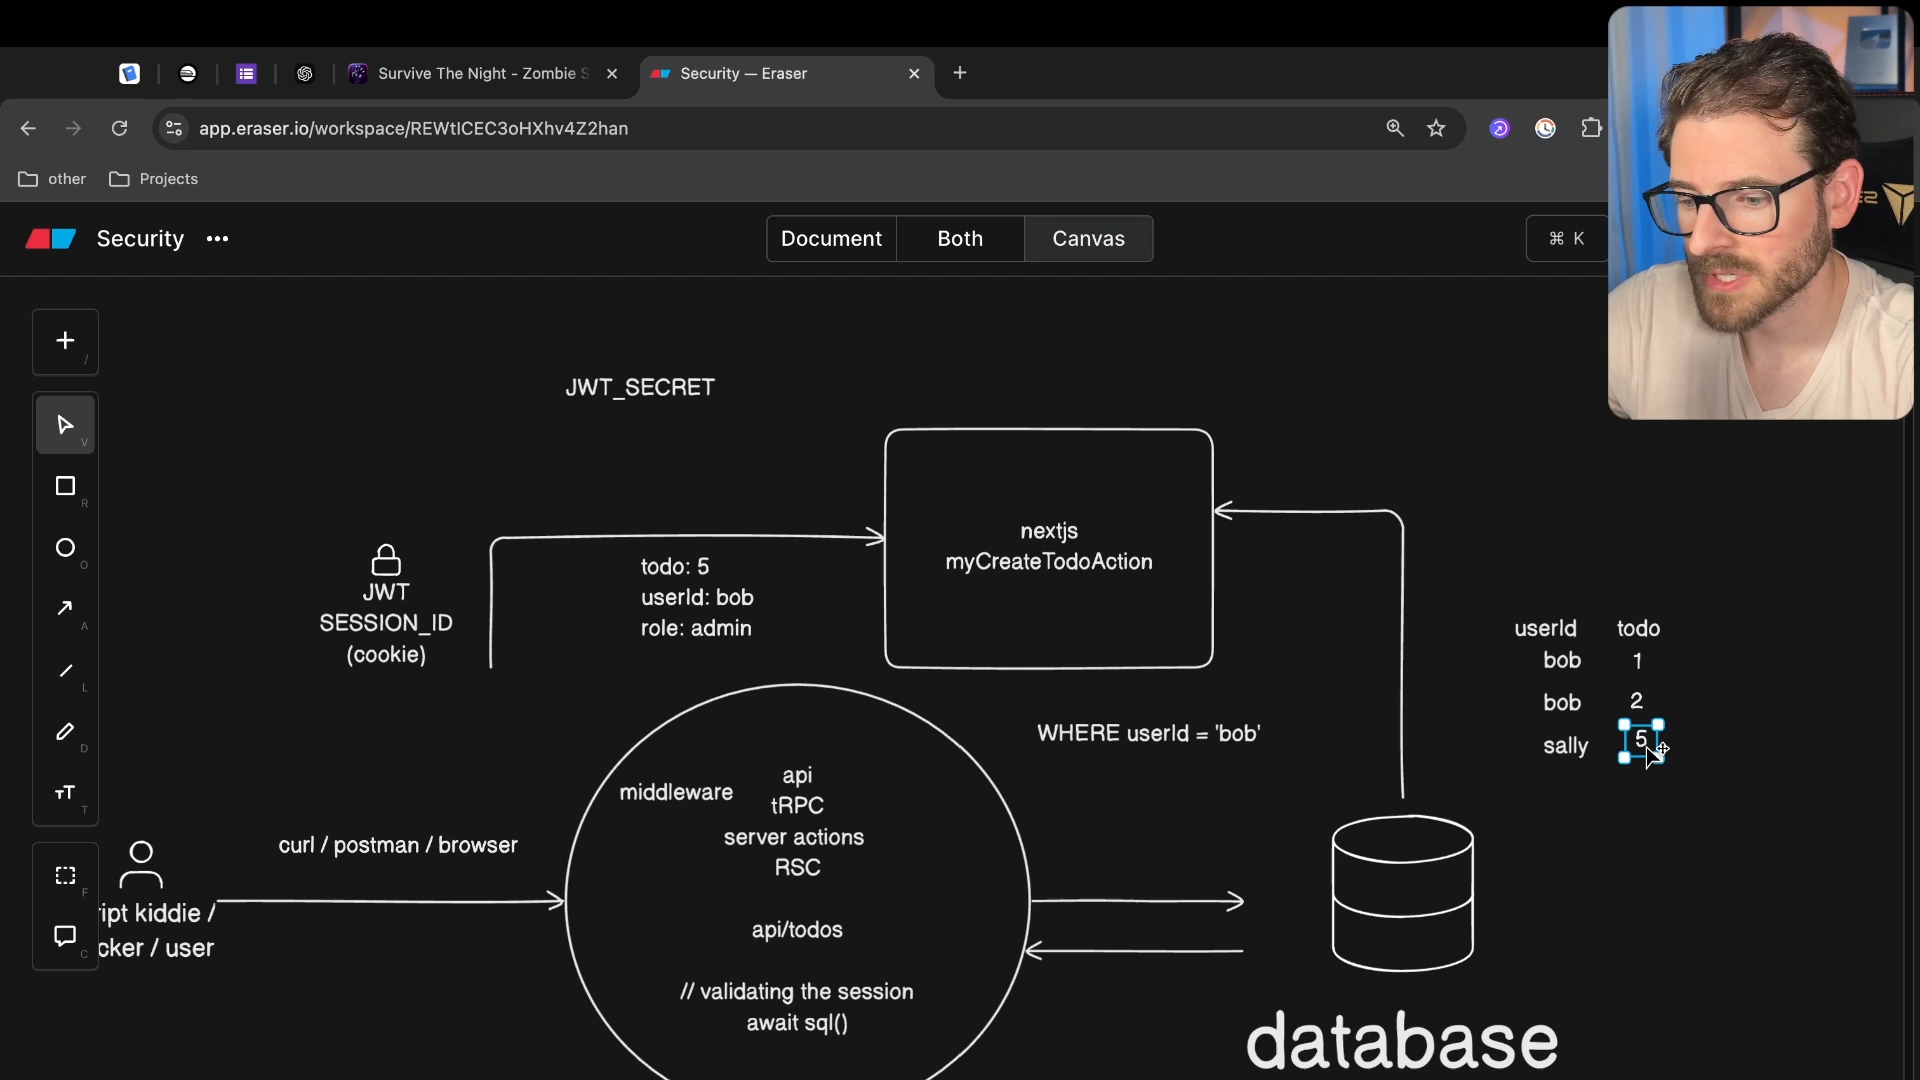 Survive The Night - Zombie S
Security — Eraser
app.eraser.io/workspace/REWtlCEC3oHXhv4Z2han
other
Projects
Security
Document
Both
Canvas
⌘ K
/
V
R
O
A
L
D
T
F
C
JWT_SECRET
nextjs
myCreateTodoAction
todo: 5
userId: bob
role: admin
JWT
SESSION_ID
(cookie)
userId todo
bob 1
bob 2
sally 5
WHERE userId = 'bob'
middleware
api
tRPC
server actions
RSC
api/todos
// validating the session
await sql()
curl / postman / browser
ript kiddie /
cker / user
database